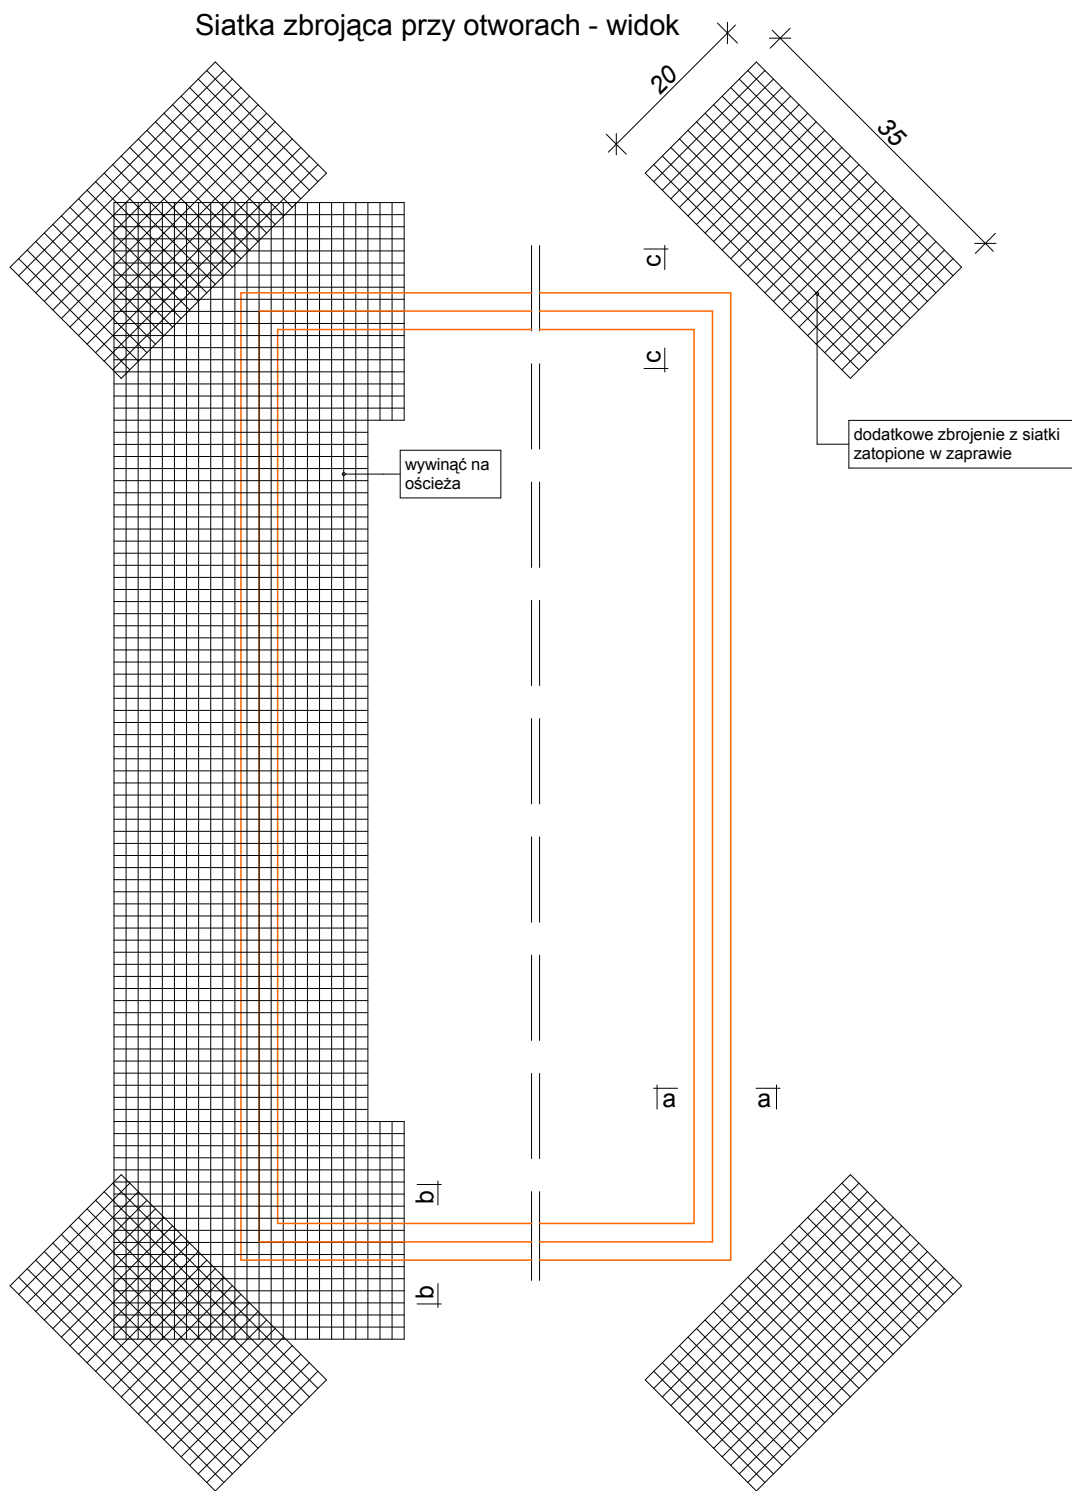 Siatka zbrojąca przy otworach - widok
20
35
c
c
dodatkowe zbrojenie z siatki
zatopione w zaprawie
wywinąć na
ościeża
a
a
b
b